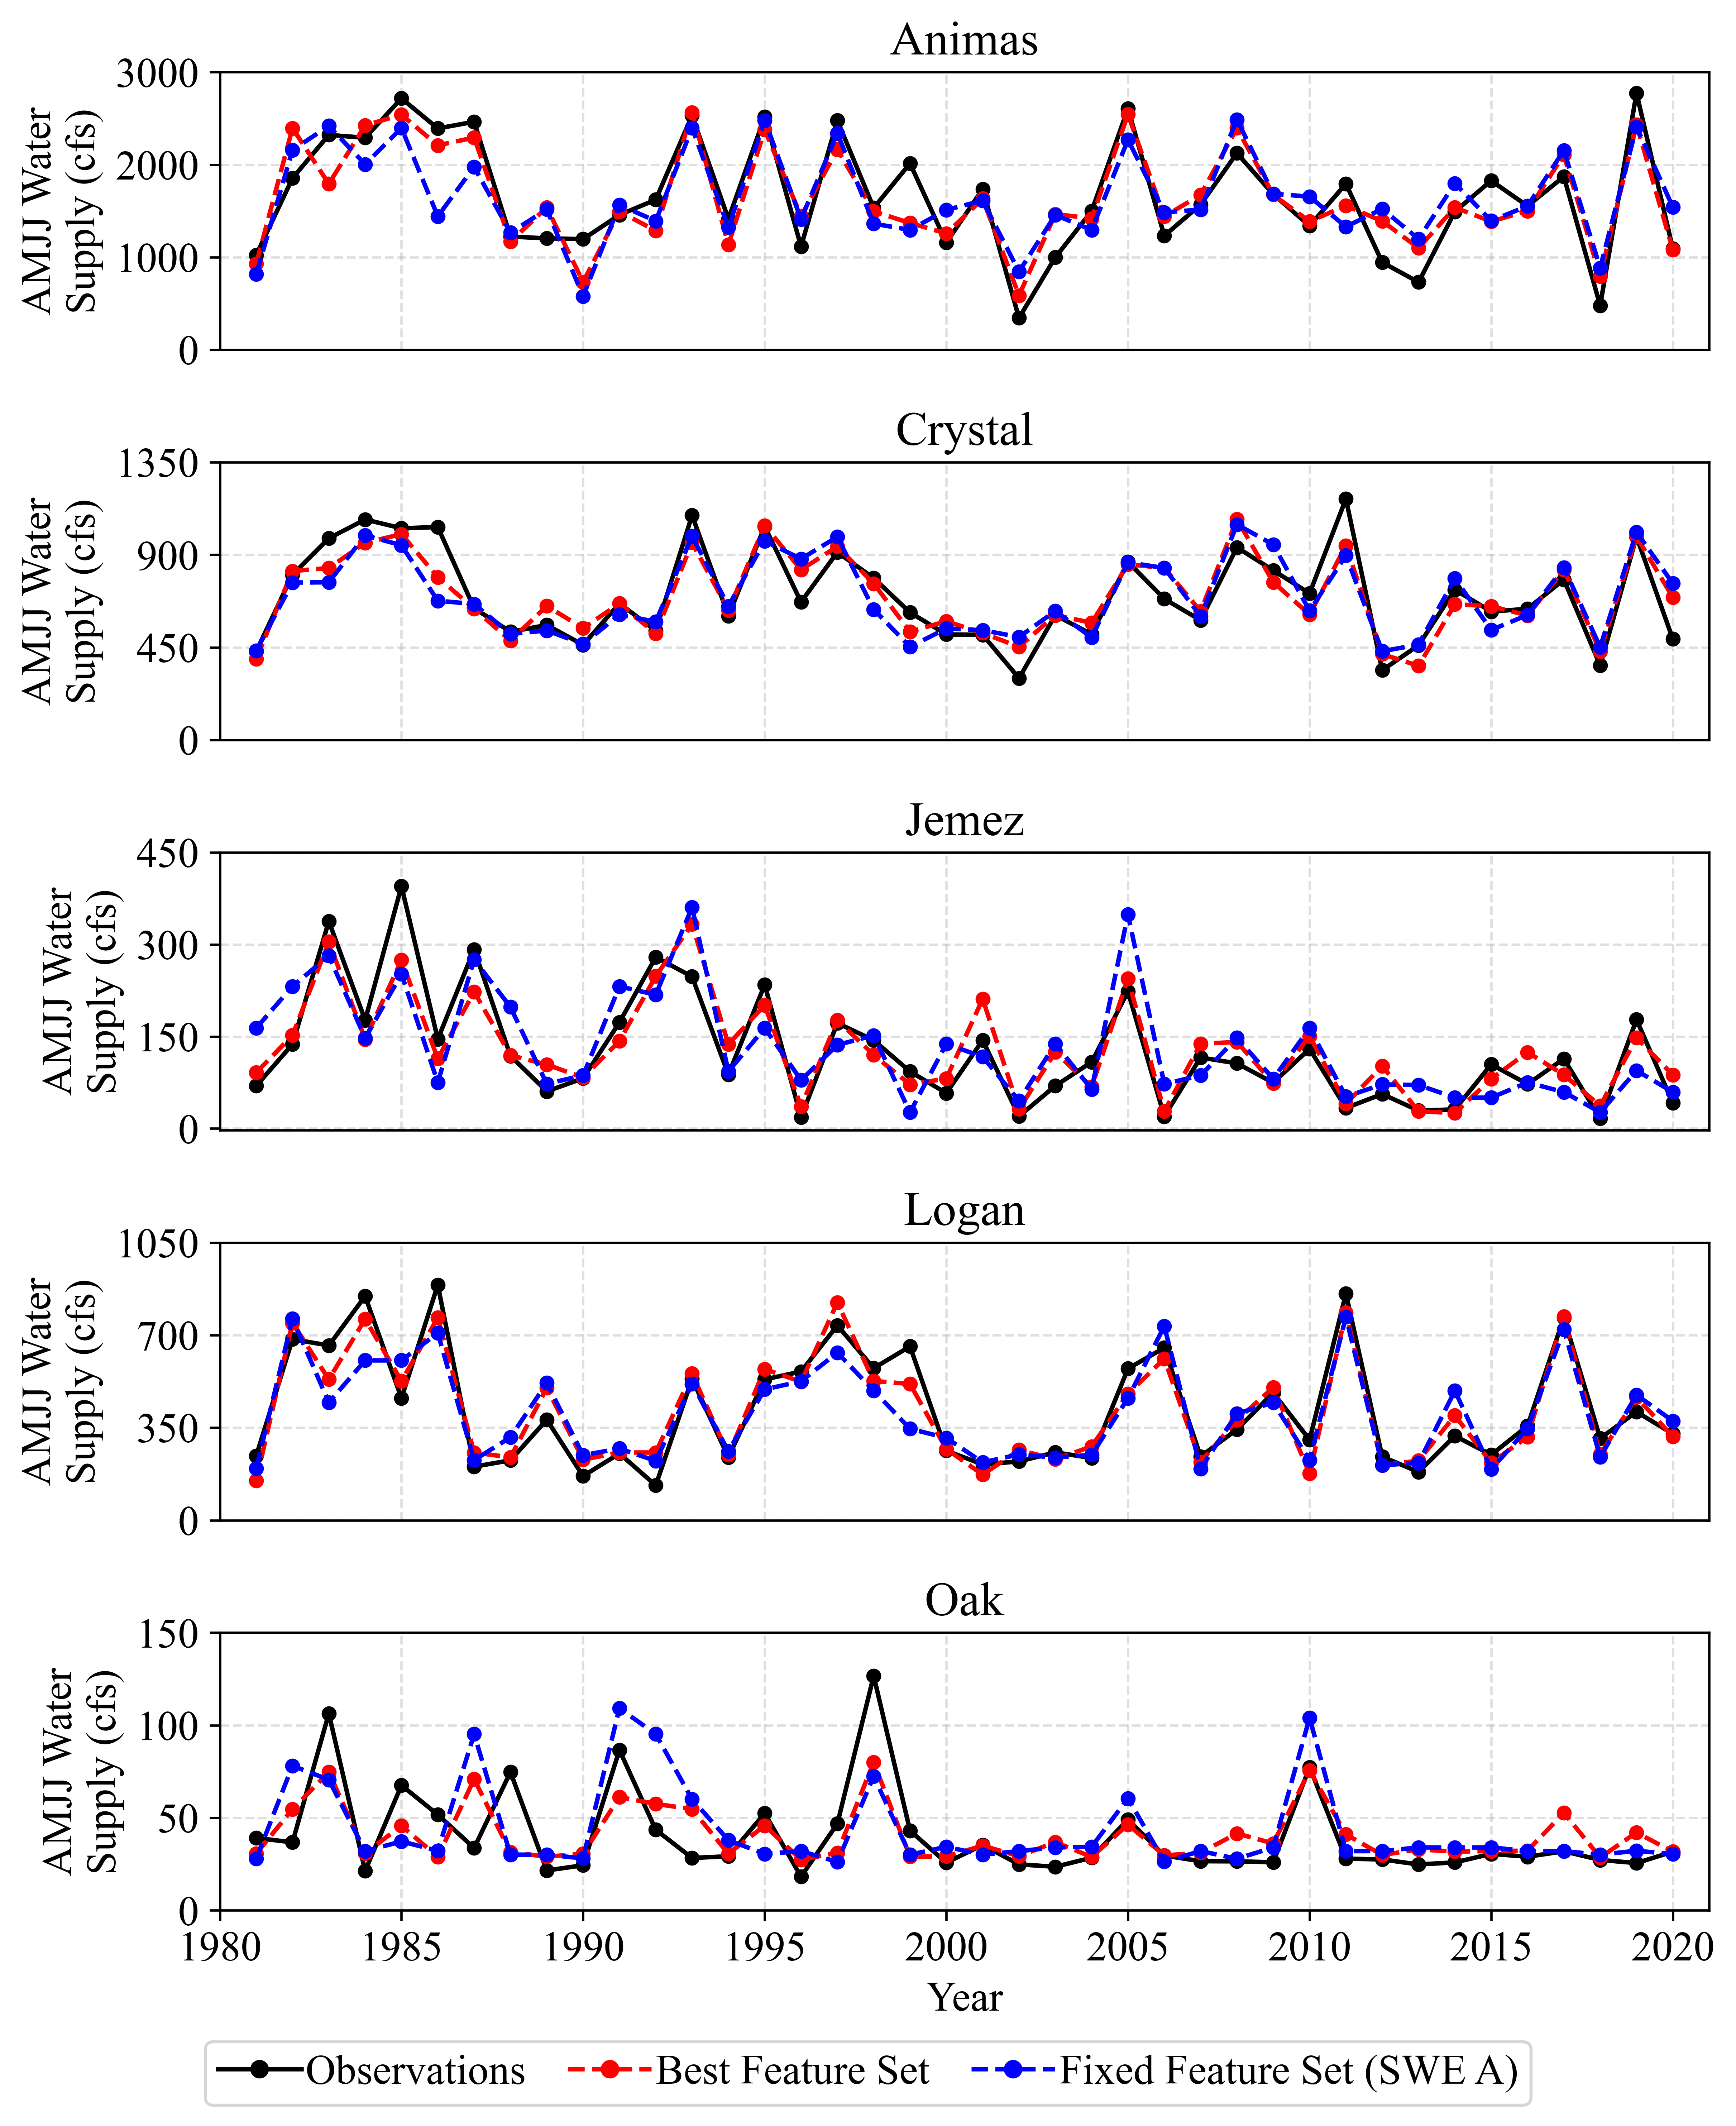 Animas
3000
2000
1000
0
AMJJ Water
Supply (cfs)
Crystal
1350
900
450
0
AMJJ Water
Supply (cfs)
Jemez
450
300
150
0
AMJJ Water
Supply (cfs)
Logan
1050
700
350
0
AMJJ Water
Supply (cfs)
Oak
150
100
50
0
AMJJ Water
Supply (cfs)
1980 1985 1990 1995 2000 2005 2010 2015 2020
Year
Observations Best Feature Set Fixed Feature Set (SWE A)